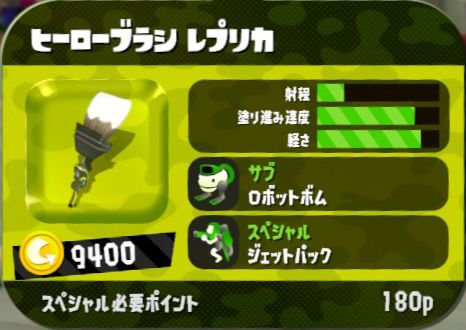 ヒーローブラシ レプリカ
射程
塗り進み速度
軽さ
サブ
ロボットボム
スペシャル
ジェットパック
9400
スペシャル必要ポイント 180p